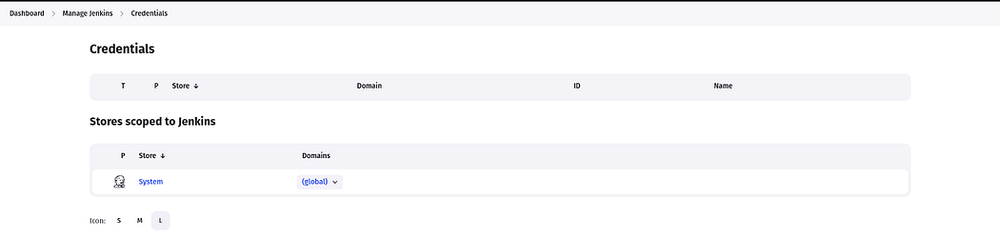 Dashboard > Manage Jenkins > Credentials
Credentials
T P Store ↓ Domain ID Name
Stores scoped to Jenkins
P Store ↓ Domains
System (global)
Icon: S M L